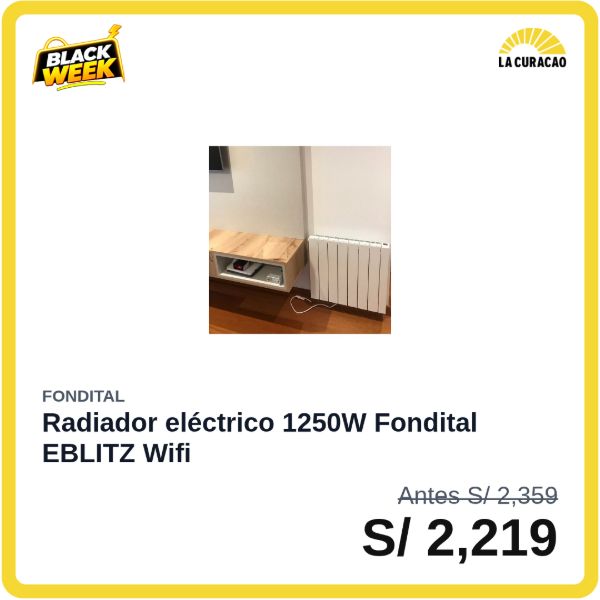 BLACK
WEEK
LA CURACAO
FONDITAL
Radiador eléctrico 1250W Fondital
EBLITZ Wifi
Antes S/ 2,359
S/ 2,219